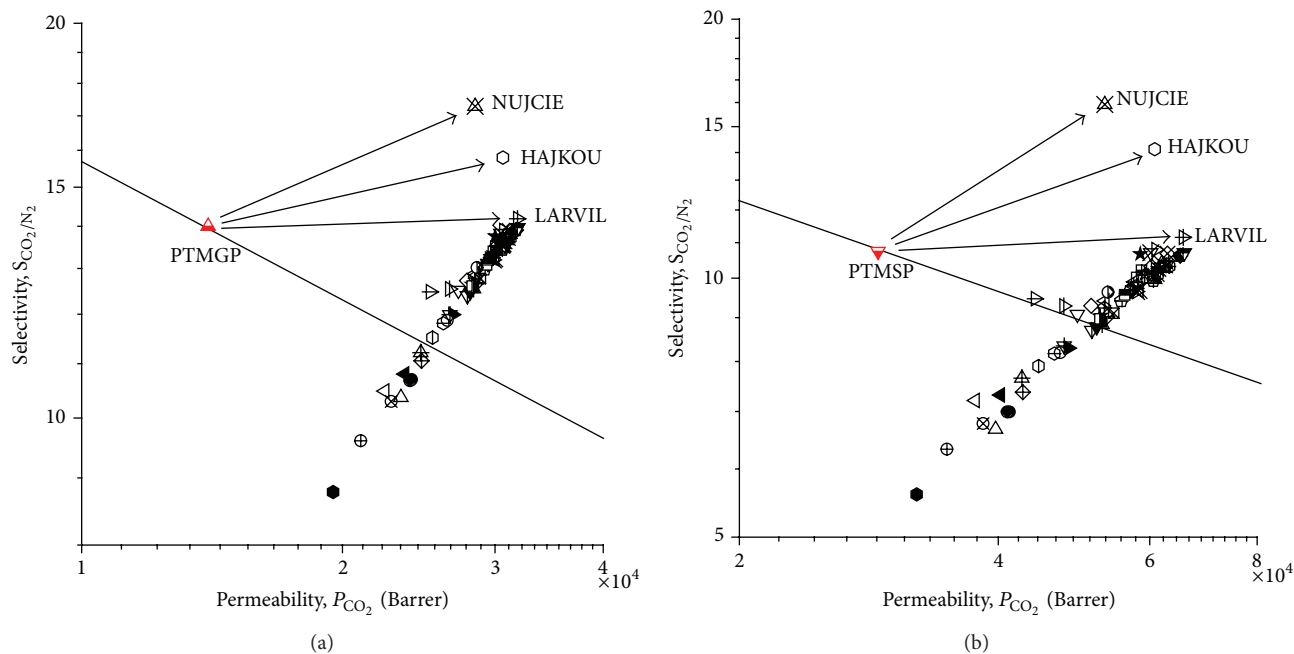 20
15
10
Selectivity, S_CO2/N2
NUJCIE
HAJKOU
LARVIL
PTMGP
1
2
3
4
×10^4
Permeability, P_CO2 (Barrer)
(a)
20
15
10
5
Selectivity, S_CO2/N2
NUJCIE
HAJKOU
LARVIL
PTMSP
2
4
6
8
×10^4
Permeability, P_CO2 (Barrer)
(b)